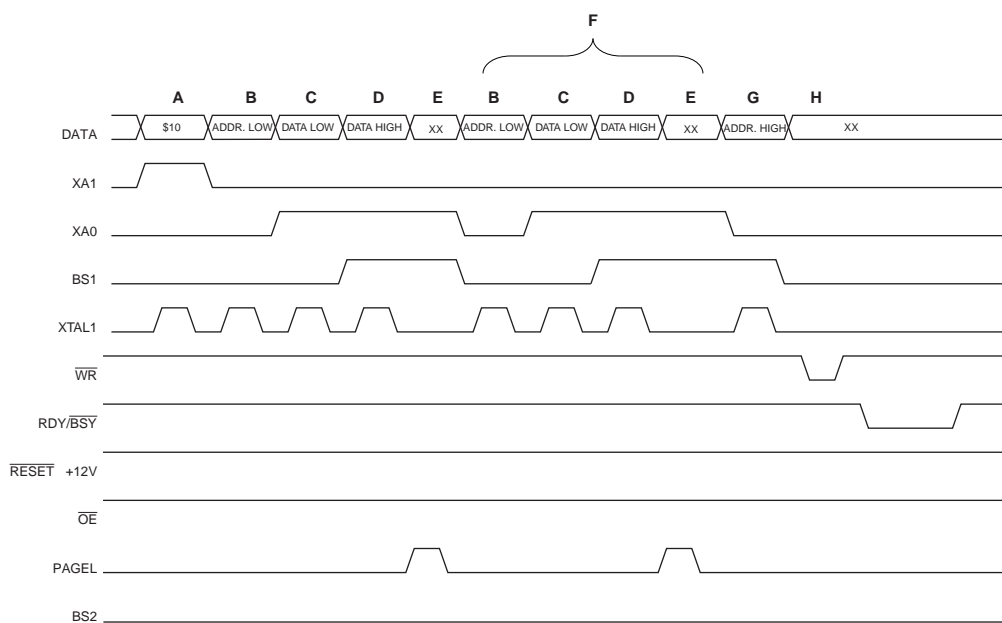 F
A B C D E B C D E G H
DATA $10 ADDR. LOW DATA LOW DATA HIGH XX ADDR. LOW DATA LOW DATA HIGH XX ADDR. HIGH XX
XA1
XA0
BS1
XTAL1
WR
RDY/BSY
RESET +12V
OE
PAGEL
BS2